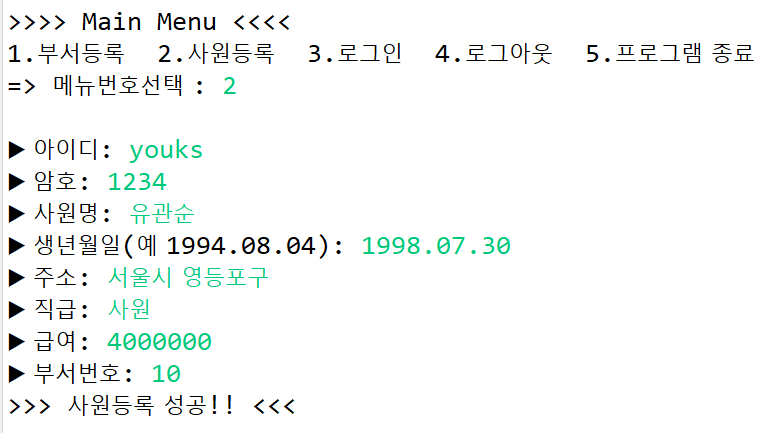 >>>> Main Menu <<<<
1.부서등록  2.사원등록  3.로그인  4.로그아웃  5.프로그램 종료
=> 메뉴번호선택 : 2
▶ 아이디: youks
▶ 암호: 1234
▶ 사원명: 유관순
▶ 생년월일(예 1994.08.04): 1998.07.30
▶ 주소: 서울시 영등포구
▶ 직급: 사원
▶ 급여: 4000000
▶ 부서번호: 10
>>> 사원등록 성공!! <<<